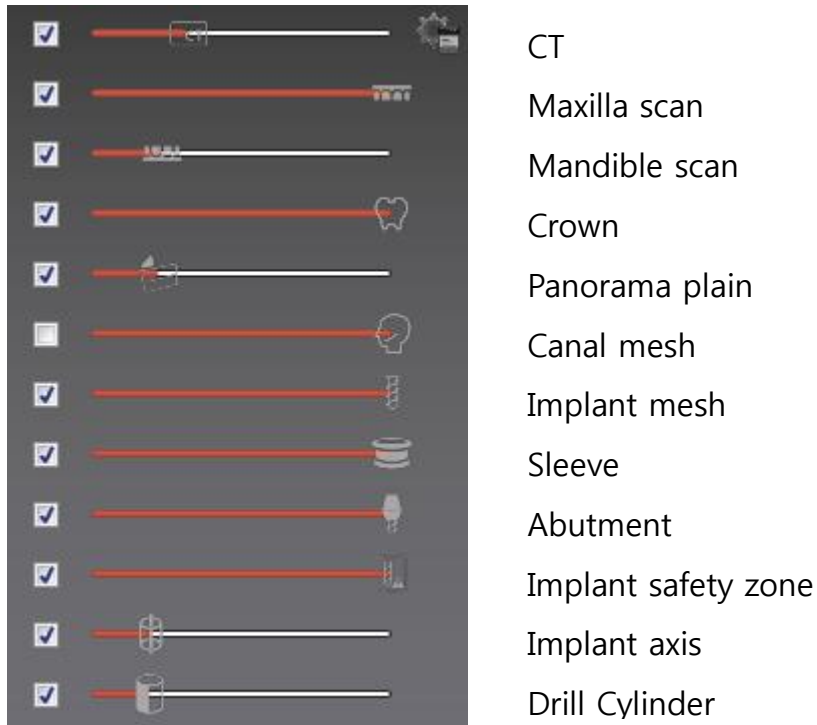 CT
CT
Maxilla scan
Mandible scan
Crown
Panorama plain
Canal mesh
Implant mesh
Sleeve
Abutment
Implant safety zone
Implant axis
Drill Cylinder